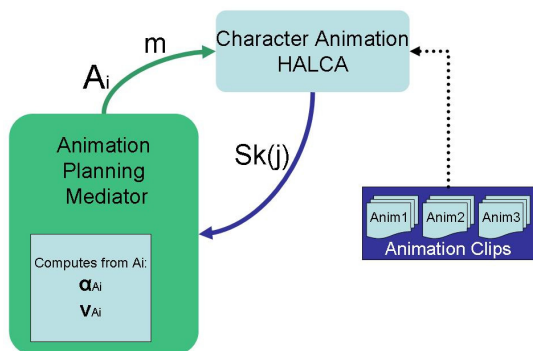 m
Character Animation
HALCA
Ai
Animation
Planning
Mediator
Sk(j)
Computes from Ai:
αAi
vAi
Anim1 Anim2 Anim3
Animation Clips